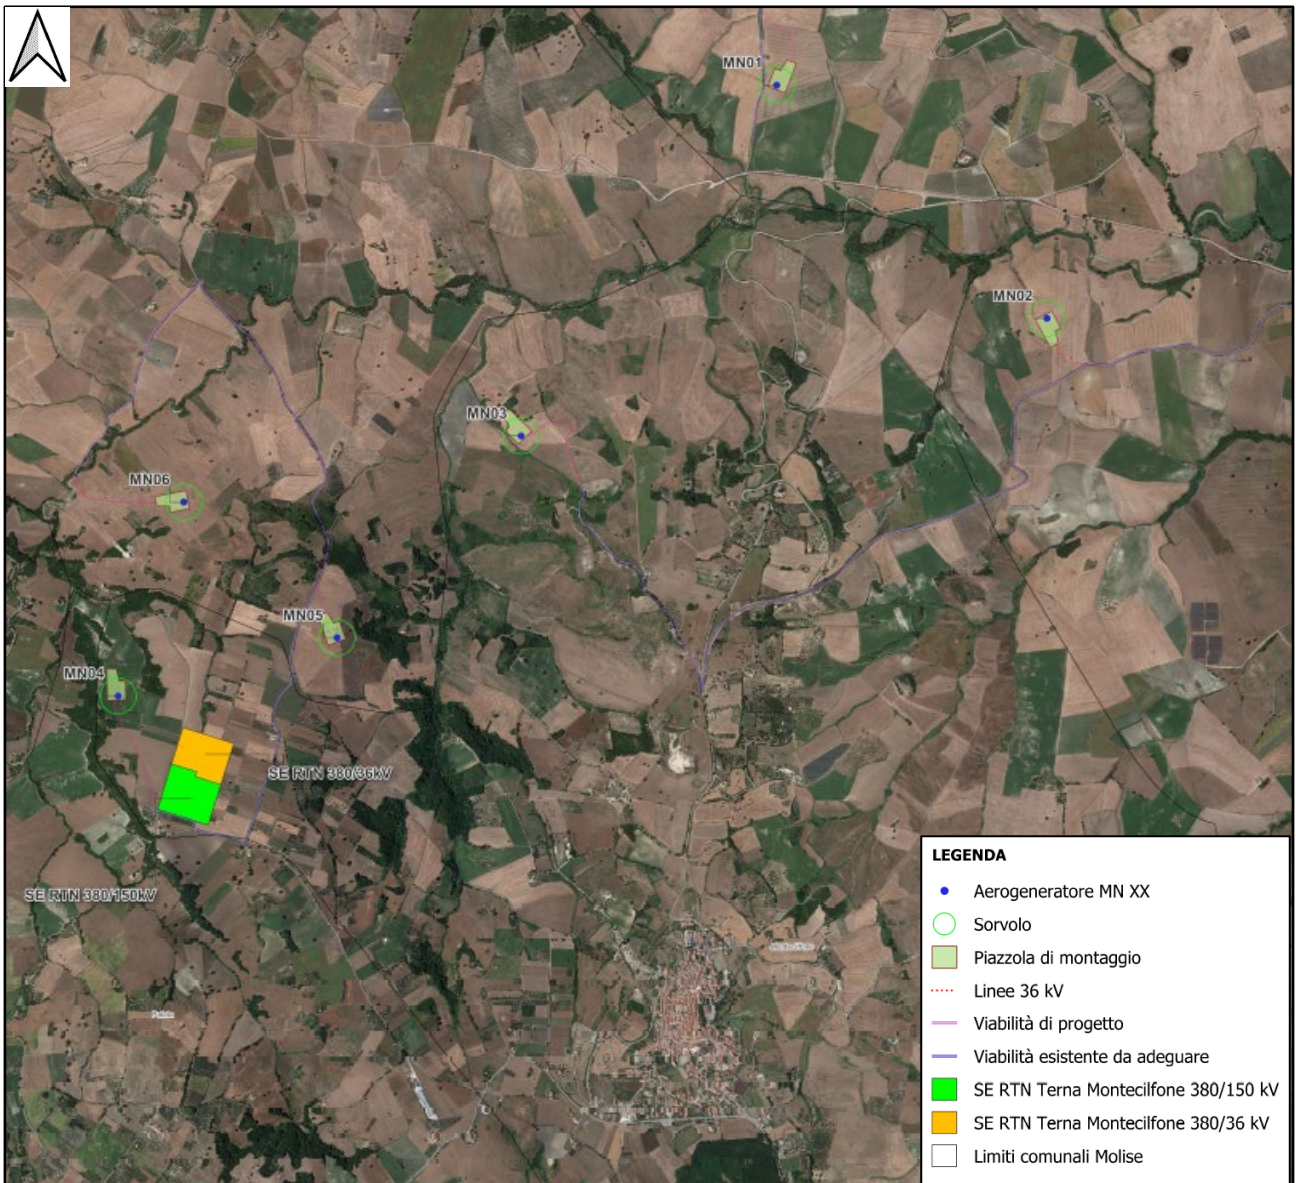 MN01
MN02
MN03
MN06
MN05
MN04
SE RTN 380/36kV
SE RTN 380/150kV
LEGENDA
Aerogeneratore MN XX
Sorvolo
Piazzola di montaggio
Linee 36 kV
Viabilità di progetto
Viabilità esistente da adeguare
SE RTN Terna Montecilfone 380/150 kV
SE RTN Terna Montecilfone 380/36 kV
Limiti comunali Molise